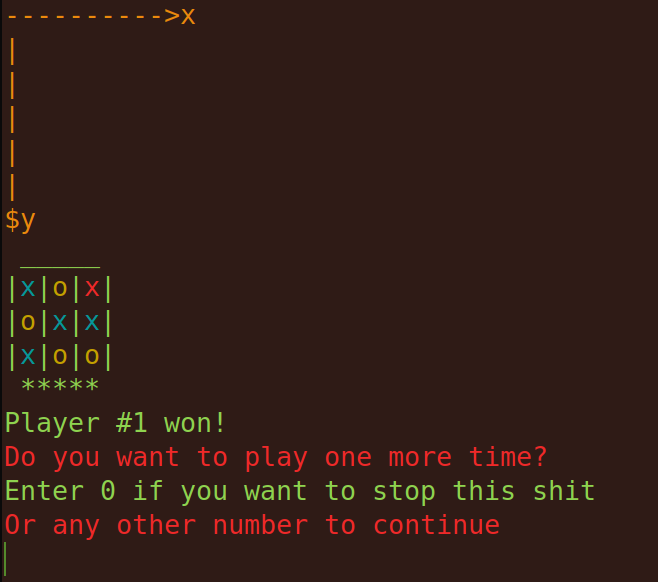 ---------->x
|
|
|
|
|
$y
 _____
|x|o|x|
|o|x|x|
|x|o|o|
 *****
Player #1 won!
Do you want to play one more time?
Enter 0 if you want to stop this shit
Or any other number to continue